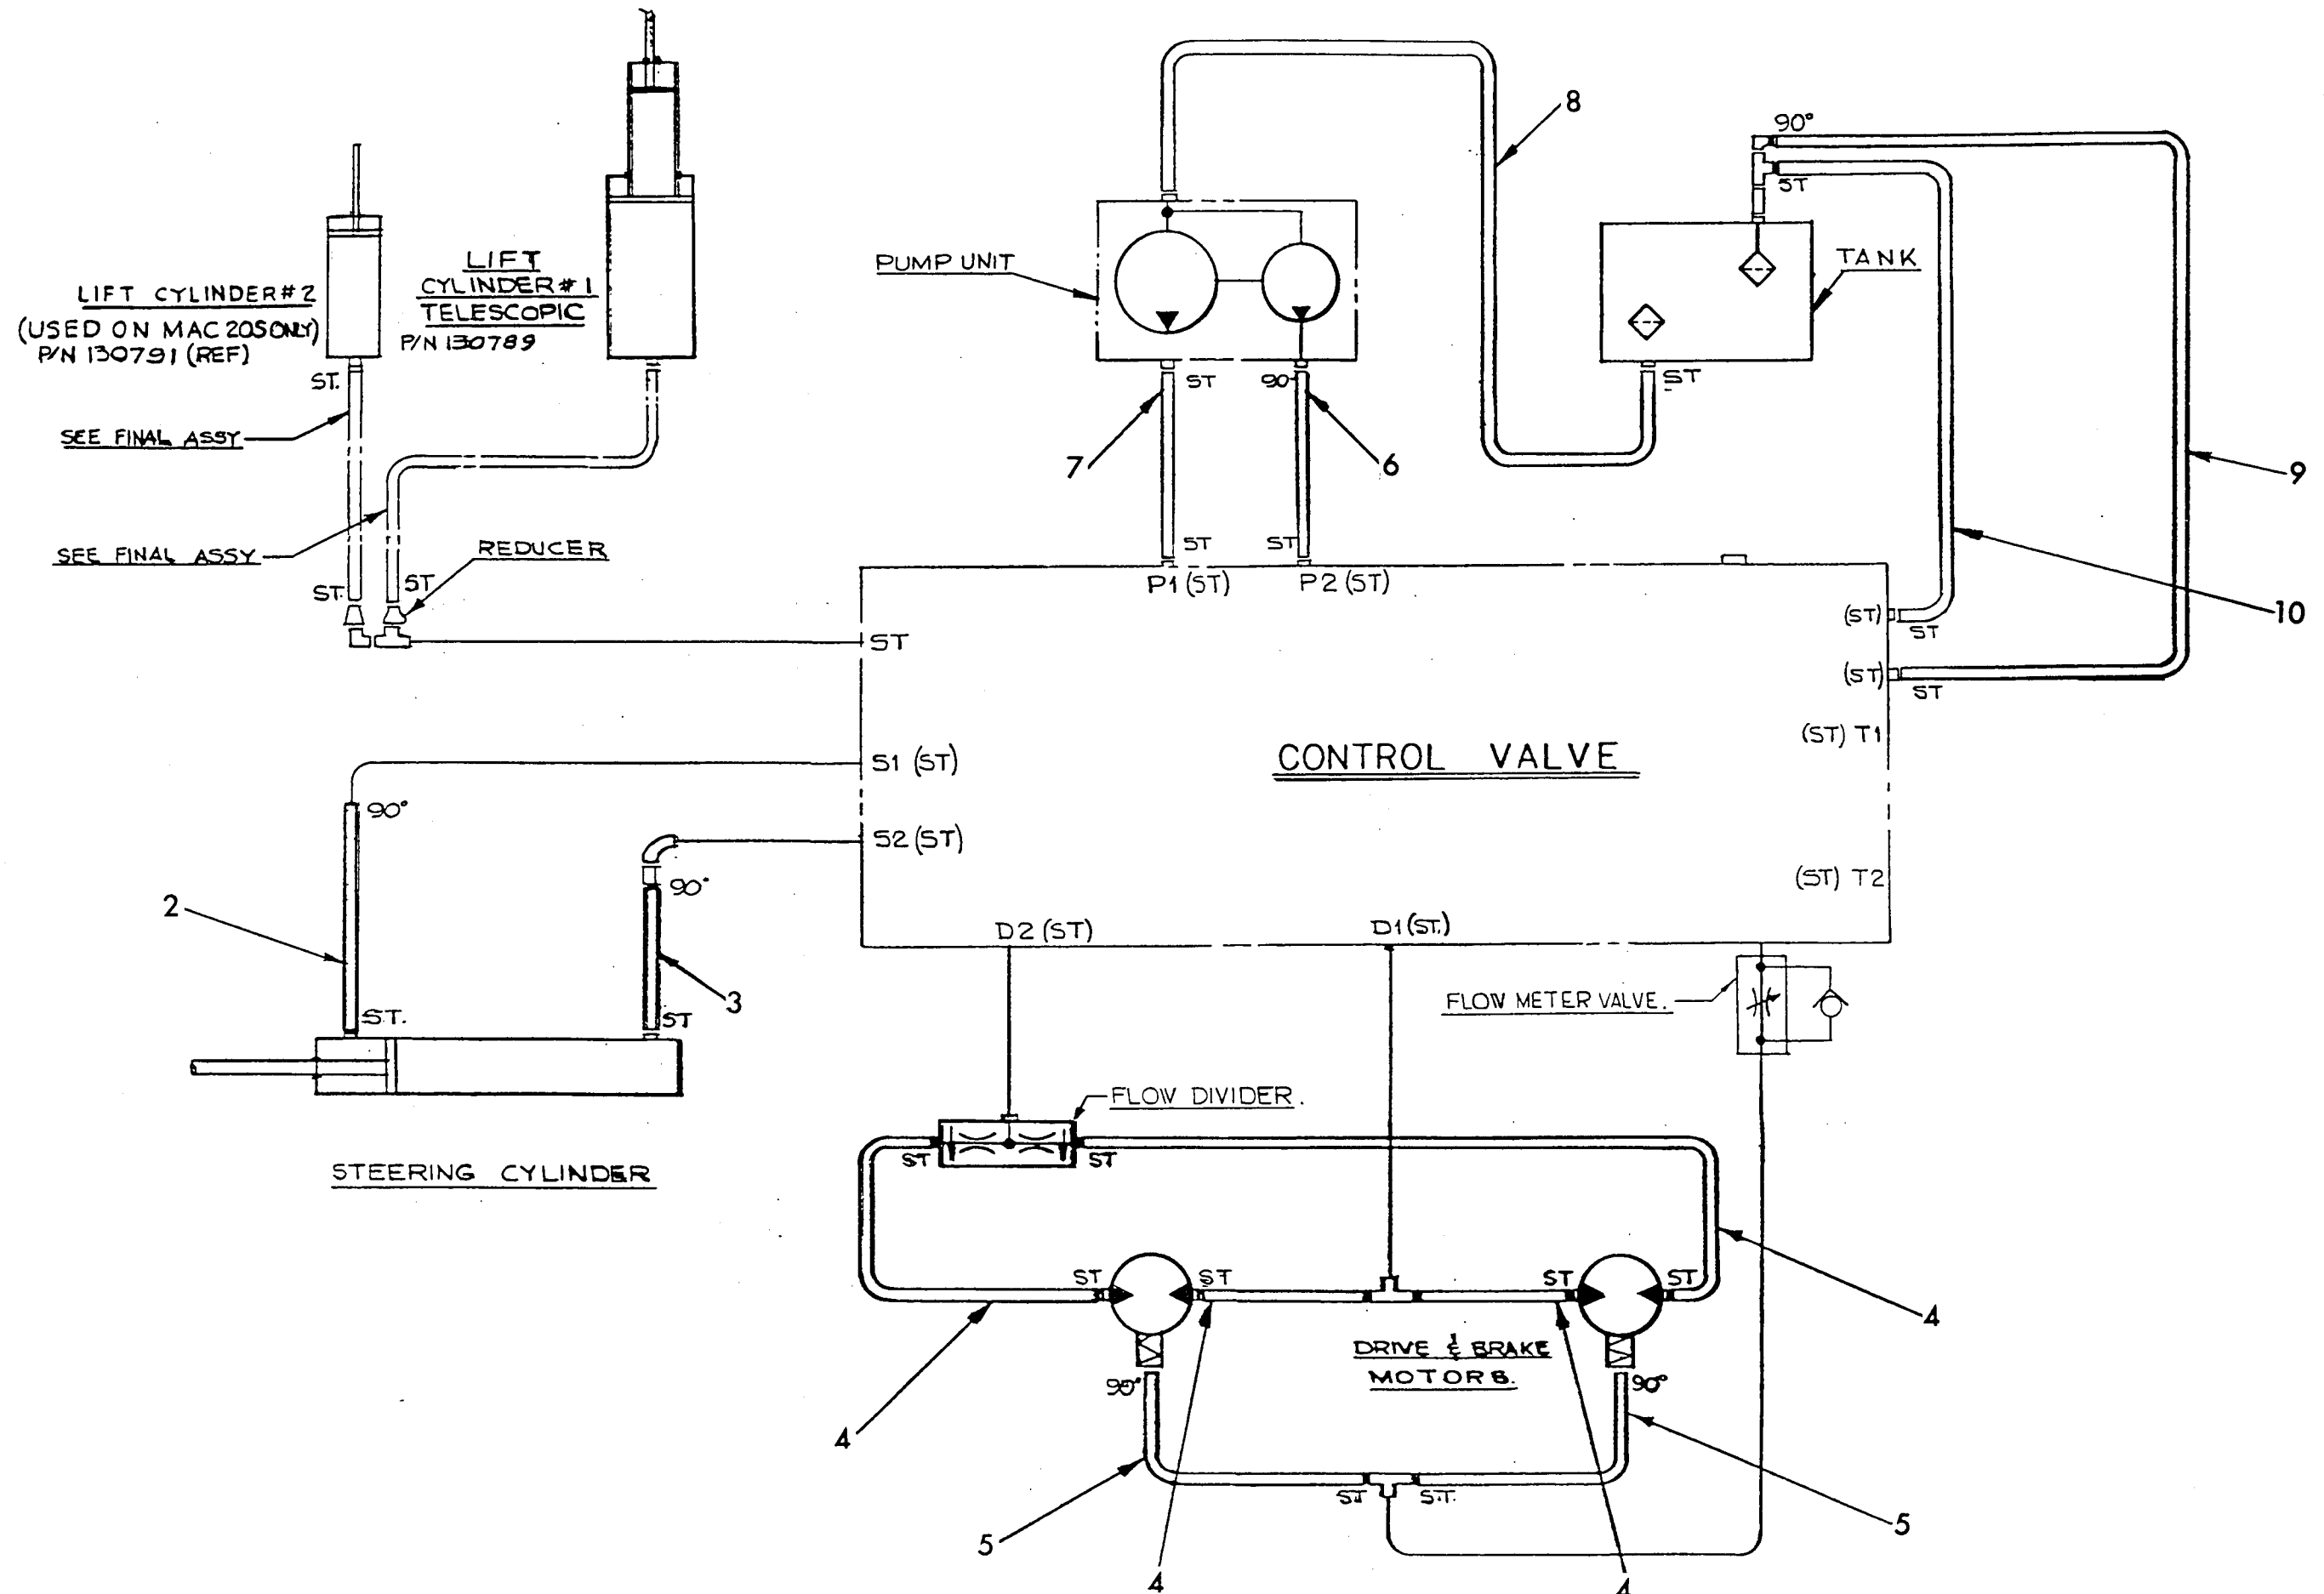 8
90°
ST
PUMP UNIT
TANK
LIFT
CYLINDER # 1
TELESCOPIC
P/N 130789
LIFT CYLINDER # 2
(USED ON MAC 20S ONLY)
P/N 130791 (REF)
ST.
ST
90
ST
SEE FINAL ASSY
7
6
9
SEE FINAL ASSY
REDUCER
ST
ST
ST.
ST
P1 (ST)
P2 (ST)
10
(ST)
ST
ST
(ST)
ST
(ST) T1
CONTROL VALVE
S1 (ST)
90°
S2 (ST)
90°
(ST) T2
2
D2 (ST)
D1 (ST.)
3
FLOW METER VALVE.
ST.
ST
FLOW DIVIDER.
ST
ST
STEERING CYLINDER
ST
ST
ST
ST
4
DRIVE & BRAKE
MOTORS.
90°
90°
4
ST
S.T.
5
5
4
4